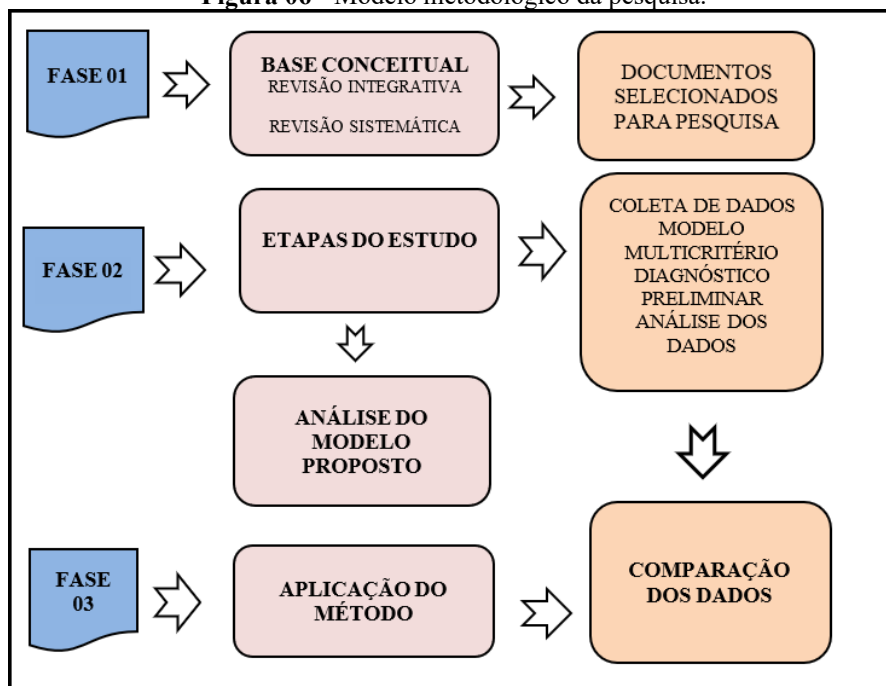 Figura 06 - Modelo metodológico da pesquisa.
FASE 01
BASE CONCEITUAL
REVISÃO INTEGRATIVA
REVISÃO SISTEMÁTICA
DOCUMENTOS
SELECIONADOS
PARA PESQUISA
FASE 02
ETAPAS DO ESTUDO
COLETA DE DADOS
MODELO
MULTICRITÉRIO
DIAGNÓSTICO
PRELIMINAR
ANÁLISE DOS
DADOS
ANÁLISE DO
MODELO
PROPOSTO
FASE
03
APLICAÇÃO DO
MÉTODO
COMPARAÇÃO
DOS DADOS